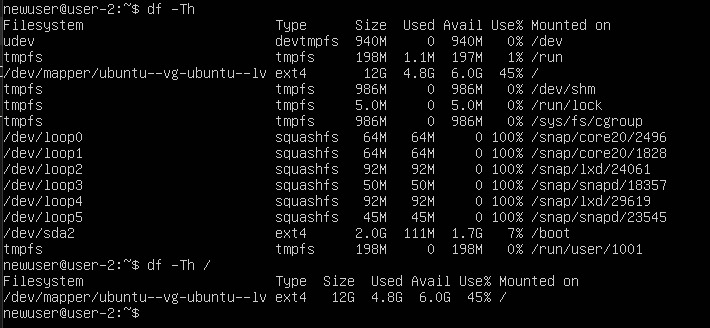 newuser@user-2:~$ df -Th
Filesystem                        Type      Size  Used Avail Use% Mounted on
udev                              devtmpfs  940M     0  940M   0% /dev
tmpfs                             tmpfs     198M  1.1M  197M   1% /run
/dev/mapper/ubuntu--vg-ubuntu--lv ext4       12G  4.8G  6.0G  45% /
tmpfs                             tmpfs     986M     0  986M   0% /dev/shm
tmpfs                             tmpfs     5.0M     0  5.0M   0% /run/lock
tmpfs                             tmpfs     986M     0  986M   0% /sys/fs/cgroup
/dev/loop0                        squashfs   64M   64M     0 100% /snap/core20/2496
/dev/loop1                        squashfs   64M   64M     0 100% /snap/core20/1828
/dev/loop2                        squashfs   92M   92M     0 100% /snap/lxd/24061
/dev/loop3                        squashfs   50M   50M     0 100% /snap/snapd/18357
/dev/loop4                        squashfs   92M   92M     0 100% /snap/lxd/29619
/dev/loop5                        squashfs   45M   45M     0 100% /snap/snapd/23545
/dev/sda2                         ext4      2.0G  111M  1.7G   7% /boot
tmpfs                             tmpfs     198M     0  198M   0% /run/user/1001
newuser@user-2:~$ df -Th /
Filesystem                        Type  Size  Used Avail Use% Mounted on
/dev/mapper/ubuntu--vg-ubuntu--lv ext4   12G  4.8G  6.0G  45% /
newuser@user-2:~$